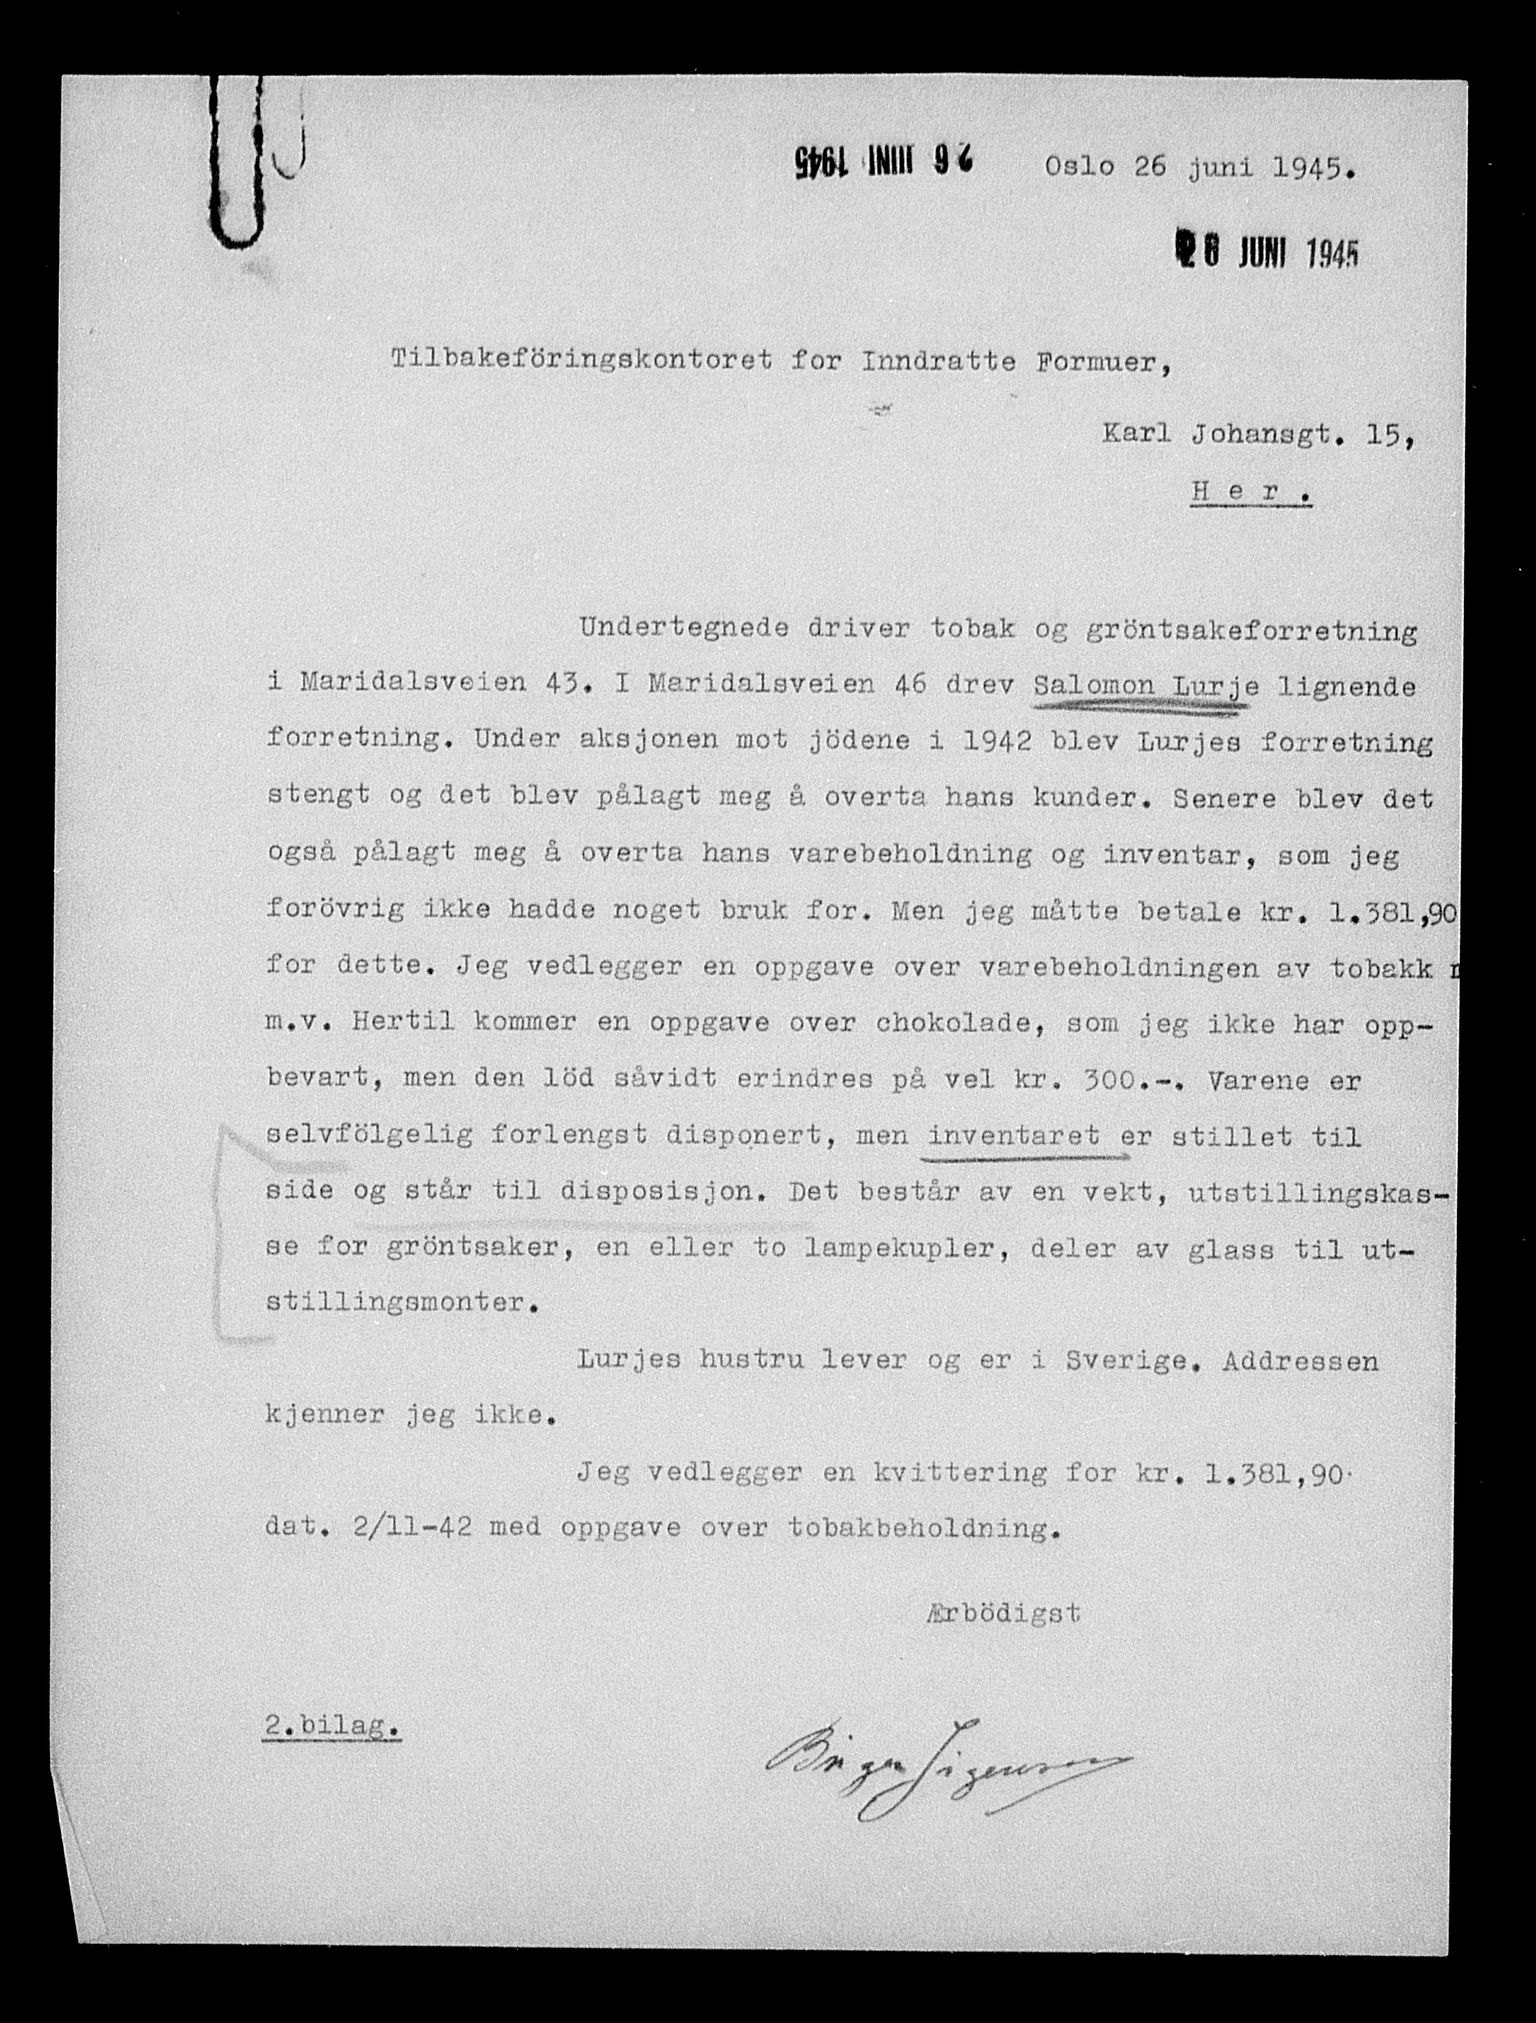 26 JUNI 1945 Oslo 26 juni 1945.
26 JUNI 1945
Tilbakeföringskontoret for Inndratte Formuer,
Karl Johansgt. 15,
H e r .
Undertegnede driver tobak og gröntsakeforretning
i Maridalsveien 43. I Maridalsveien 46 drev Salomon Lurje lignende
forretning. Under aksjonen mot jödene i 1942 blev Lurjes forretning
stengt og det blev pålagt meg å overta hans kunder. Senere blev det
også pålagt meg å overta hans varebeholdning og inventar, som jeg
forövrig ikke hadde noget bruk for. Men jeg måtte betale kr. 1.381,90
for dette. Jeg vedlegger en oppgave over varebeholdningen av tobakk
m.v. Hertil kommer en oppgave over chokolade, som jeg ikke har opp-
bevart, men den löd såvidt erindres på vel kr. 300.-. Varene er
selvfölgelig forlengst disponert, men inventaret er stillet til
side og står til disposisjon. Det består av en vekt, utstillingskas-
se for gröntsaker, en eller to lampekupler, deler av glass til ut-
stillingsmonter.
Lurjes hustru lever og er i Sverige. Addressen
kjenner jeg ikke.
Jeg vedlegger en kvittering for kr. 1.381,90.
dat. 2/11-42 med oppgave over tobakbeholdning.
Ærbödigst
2.bilag.
Birger